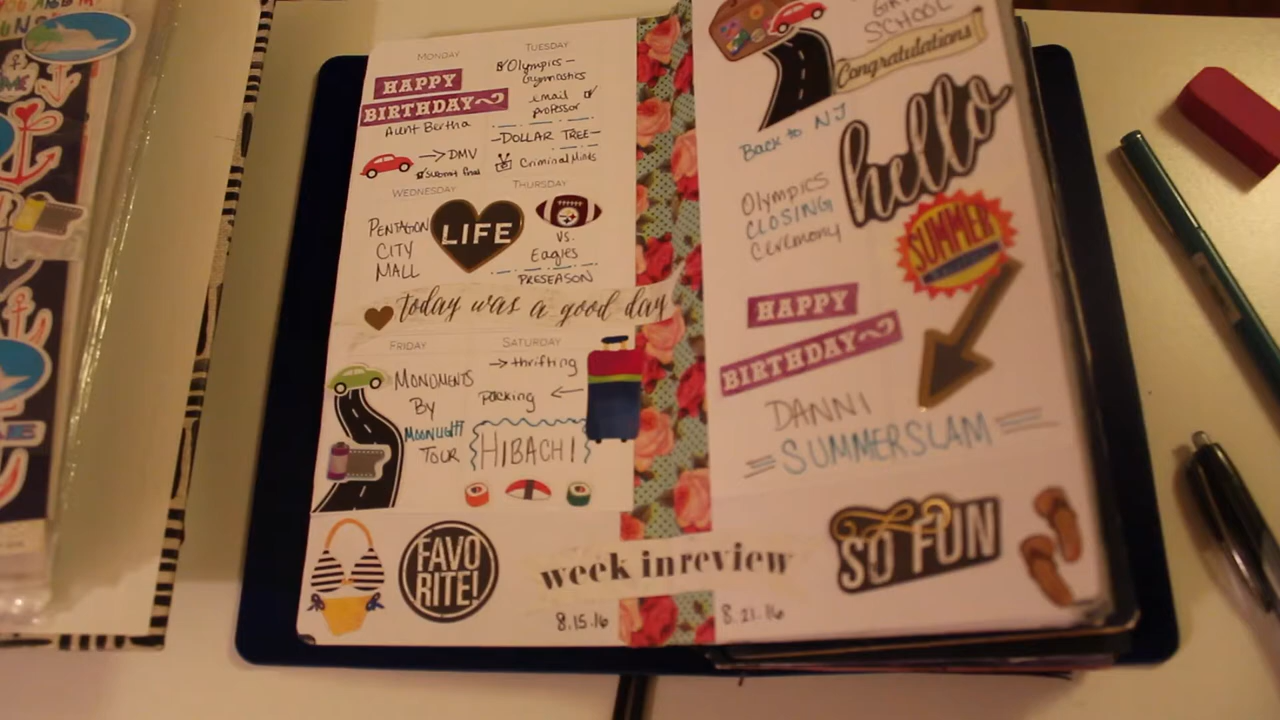 MONDAY
HAPPY
BIRTHDAY
Aunt Bertha
→ DMV
Submit final
TUESDAY
Olympics -
Gymnastics
email
professor
-DOLLAR TREE-
Criminal Minds
WEDNESDAY
PENTAGON
CITY
MALL
LIFE
THURSDAY
VS.
Eagles
PRESEASON
today was a good day
FRIDAY
MONUMENTS
BY
MOONLIGHT
TOUR
SATURDAY
→ thrifting
packing ←
HIBACHI
FAVO
RITE!
week in review
8.15.16
SCHOOL
Congratulations
Back to NJ
hello
Olympics
CLOSING
Ceremony
SUMMER
HAPPY
BIRTHDAY
DANNI
SUMMERSLAM
SO FUN
8.21.16